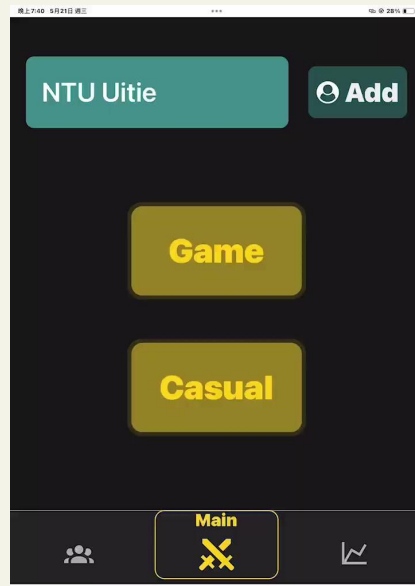 晚上7:40 5月21日 週三
28%
NTU Uitie
Add
Game
Casual
Main